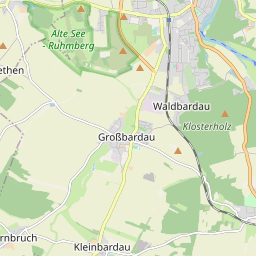 Alte See
- Ruhmberg
ethen
Waldbardau
Klosterholz
Großbardau
rnbruch
Kleinbardau